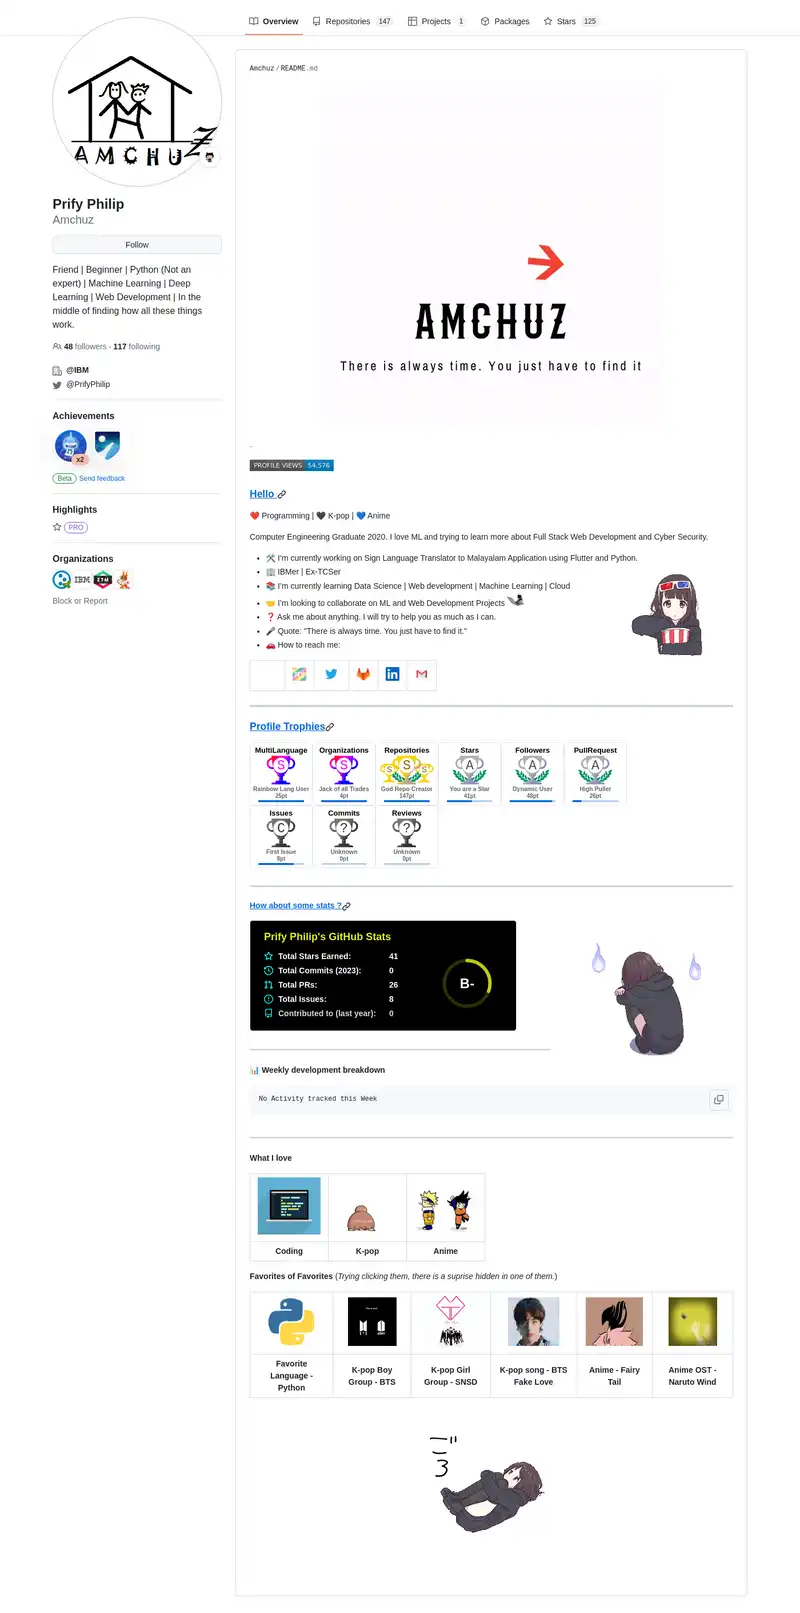 Overview
Repositories 147
Projects 1
Packages
Stars 125
AMCHUZ
Prify Philip
Amchuz
Follow
Friend | Beginner | Python (Not an
expert) | Machine Learning | Deep
Learning | Web Development | In the
middle of finding how all these things
work.
48 followers · 117 following
@IBM
@PrifyPhilip
Achievements
x2
Beta Send feedback
Highlights
PRO
Organizations
IBM
ZTM
Block or Report
Amchuz / README.md
AMCHUZ
There is always time. You just have to find it
PROFILE VIEWS 54,576
Hello
❤️ Programming | 🖤 K-pop | 💙 Anime
Computer Engineering Graduate 2020. I love ML and trying to learn more about Full Stack Web Development and Cyber Security.
• 🛠️ I'm currently working on Sign Language Translator to Malayalam Application using Flutter and Python.
• 🏢 IBMer | Ex-TCSer
• 📚 I'm currently learning Data Science | Web development | Machine Learning | Cloud
• 🤝 I'm looking to collaborate on ML and Web Development Projects
• ❓ Ask me about anything. I will try to help you as much as I can.
• 🎤 Quote: "There is always time. You just have to find it."
• 🚗 How to reach me:
Profile Trophies
MultiLanguage
S
Rainbow Lang User
25pt
Organizations
S
Jack of all Trades
4pt
Repositories
S S S
God Repo Creator
147pt
Stars
A
You are a Star
41pt
Followers
A
Dynamic User
48pt
PullRequest
A
High Puller
26pt
Issues
C
First Issue
8pt
Commits
?
Unknown
0pt
Reviews
?
Unknown
0pt
How about some stats ?
Prify Philip's GitHub Stats
Total Stars Earned: 41
Total Commits (2023): 0
Total PRs: 26
Total Issues: 8
Contributed to (last year): 0
B-
📊 Weekly development breakdown
No Activity tracked this Week
What I love
Coding
K-pop
Anime
Favorites of Favorites (Trying clicking them, there is a suprise hidden in one of them.)
Favorite
Language -
Python
K-pop Boy
Group - BTS
K-pop Girl
Group - SNSD
K-pop song - BTS
Fake Love
Anime - Fairy
Tail
Anime OST -
Naruto Wind